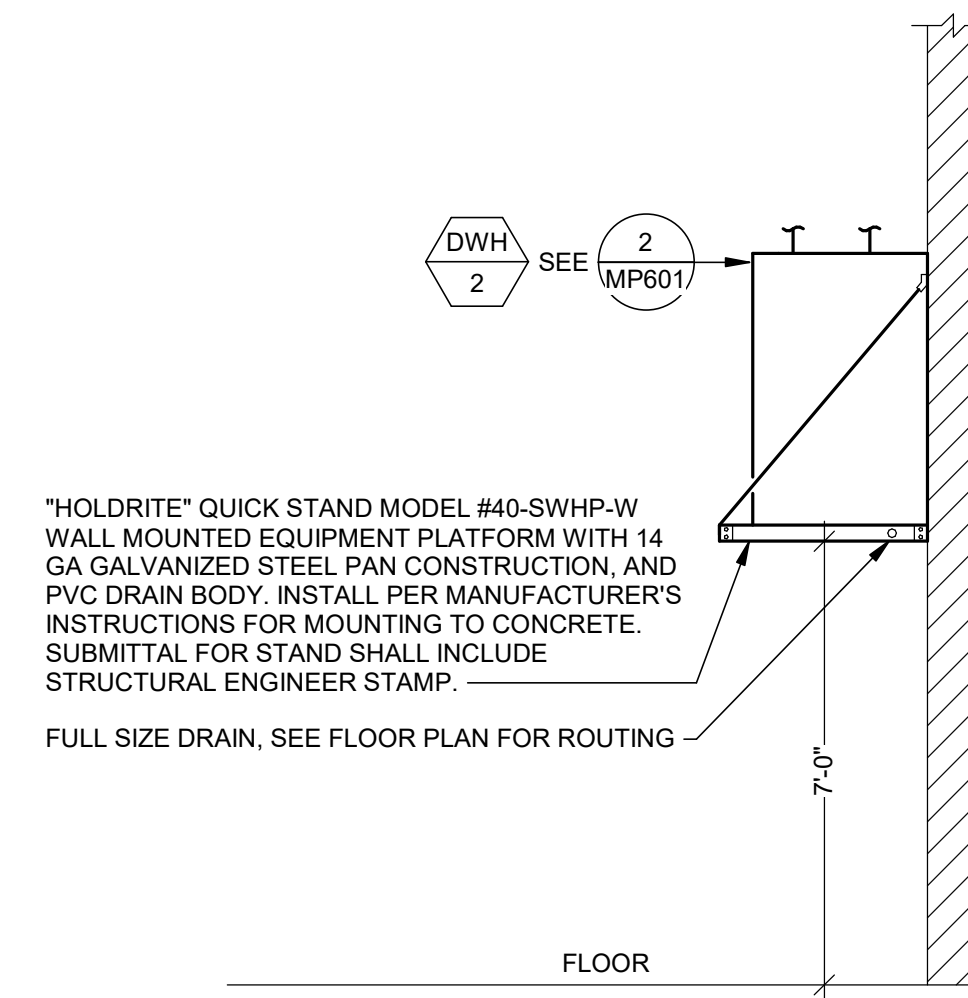 DWH
2
SEE
2
MP601
"HOLDRITE" QUICK STAND MODEL #40-SWHP-W
WALL MOUNTED EQUIPMENT PLATFORM WITH 14
GA GALVANIZED STEEL PAN CONSTRUCTION, AND
PVC DRAIN BODY. INSTALL PER MANUFACTURER'S
INSTRUCTIONS FOR MOUNTING TO CONCRETE.
SUBMITTAL FOR STAND SHALL INCLUDE
STRUCTURAL ENGINEER STAMP.
FULL SIZE DRAIN, SEE FLOOR PLAN FOR ROUTING
7'-0"
FLOOR